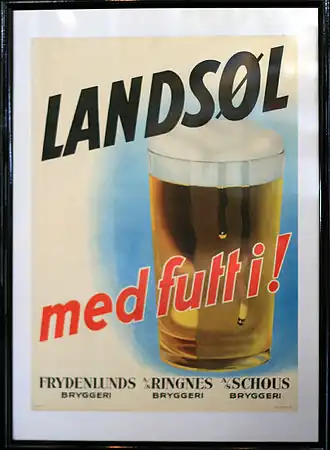 LANDSØL
med futt i!
FRYDENLUNDS A/S RINGNES A/S SCHOUS
BRYGGERI BRYGGERI BRYGGERI